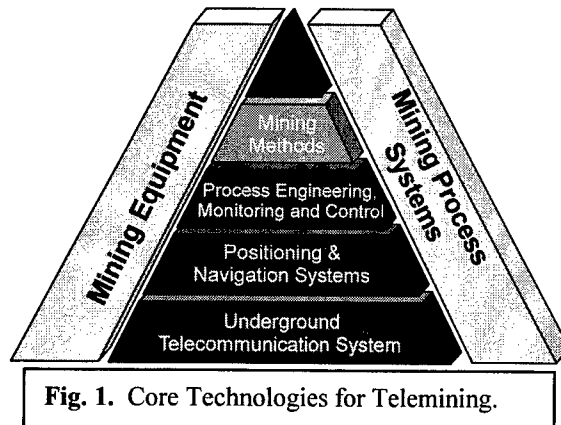 Mining Equipment
Mining Process
Systems
Mining
Methods
Process Engineering,
Monitoring and Control
Positioning &
Navigation Systems
Underground
Telecommunication System
Fig. 1. Core Technologies for Telemining.